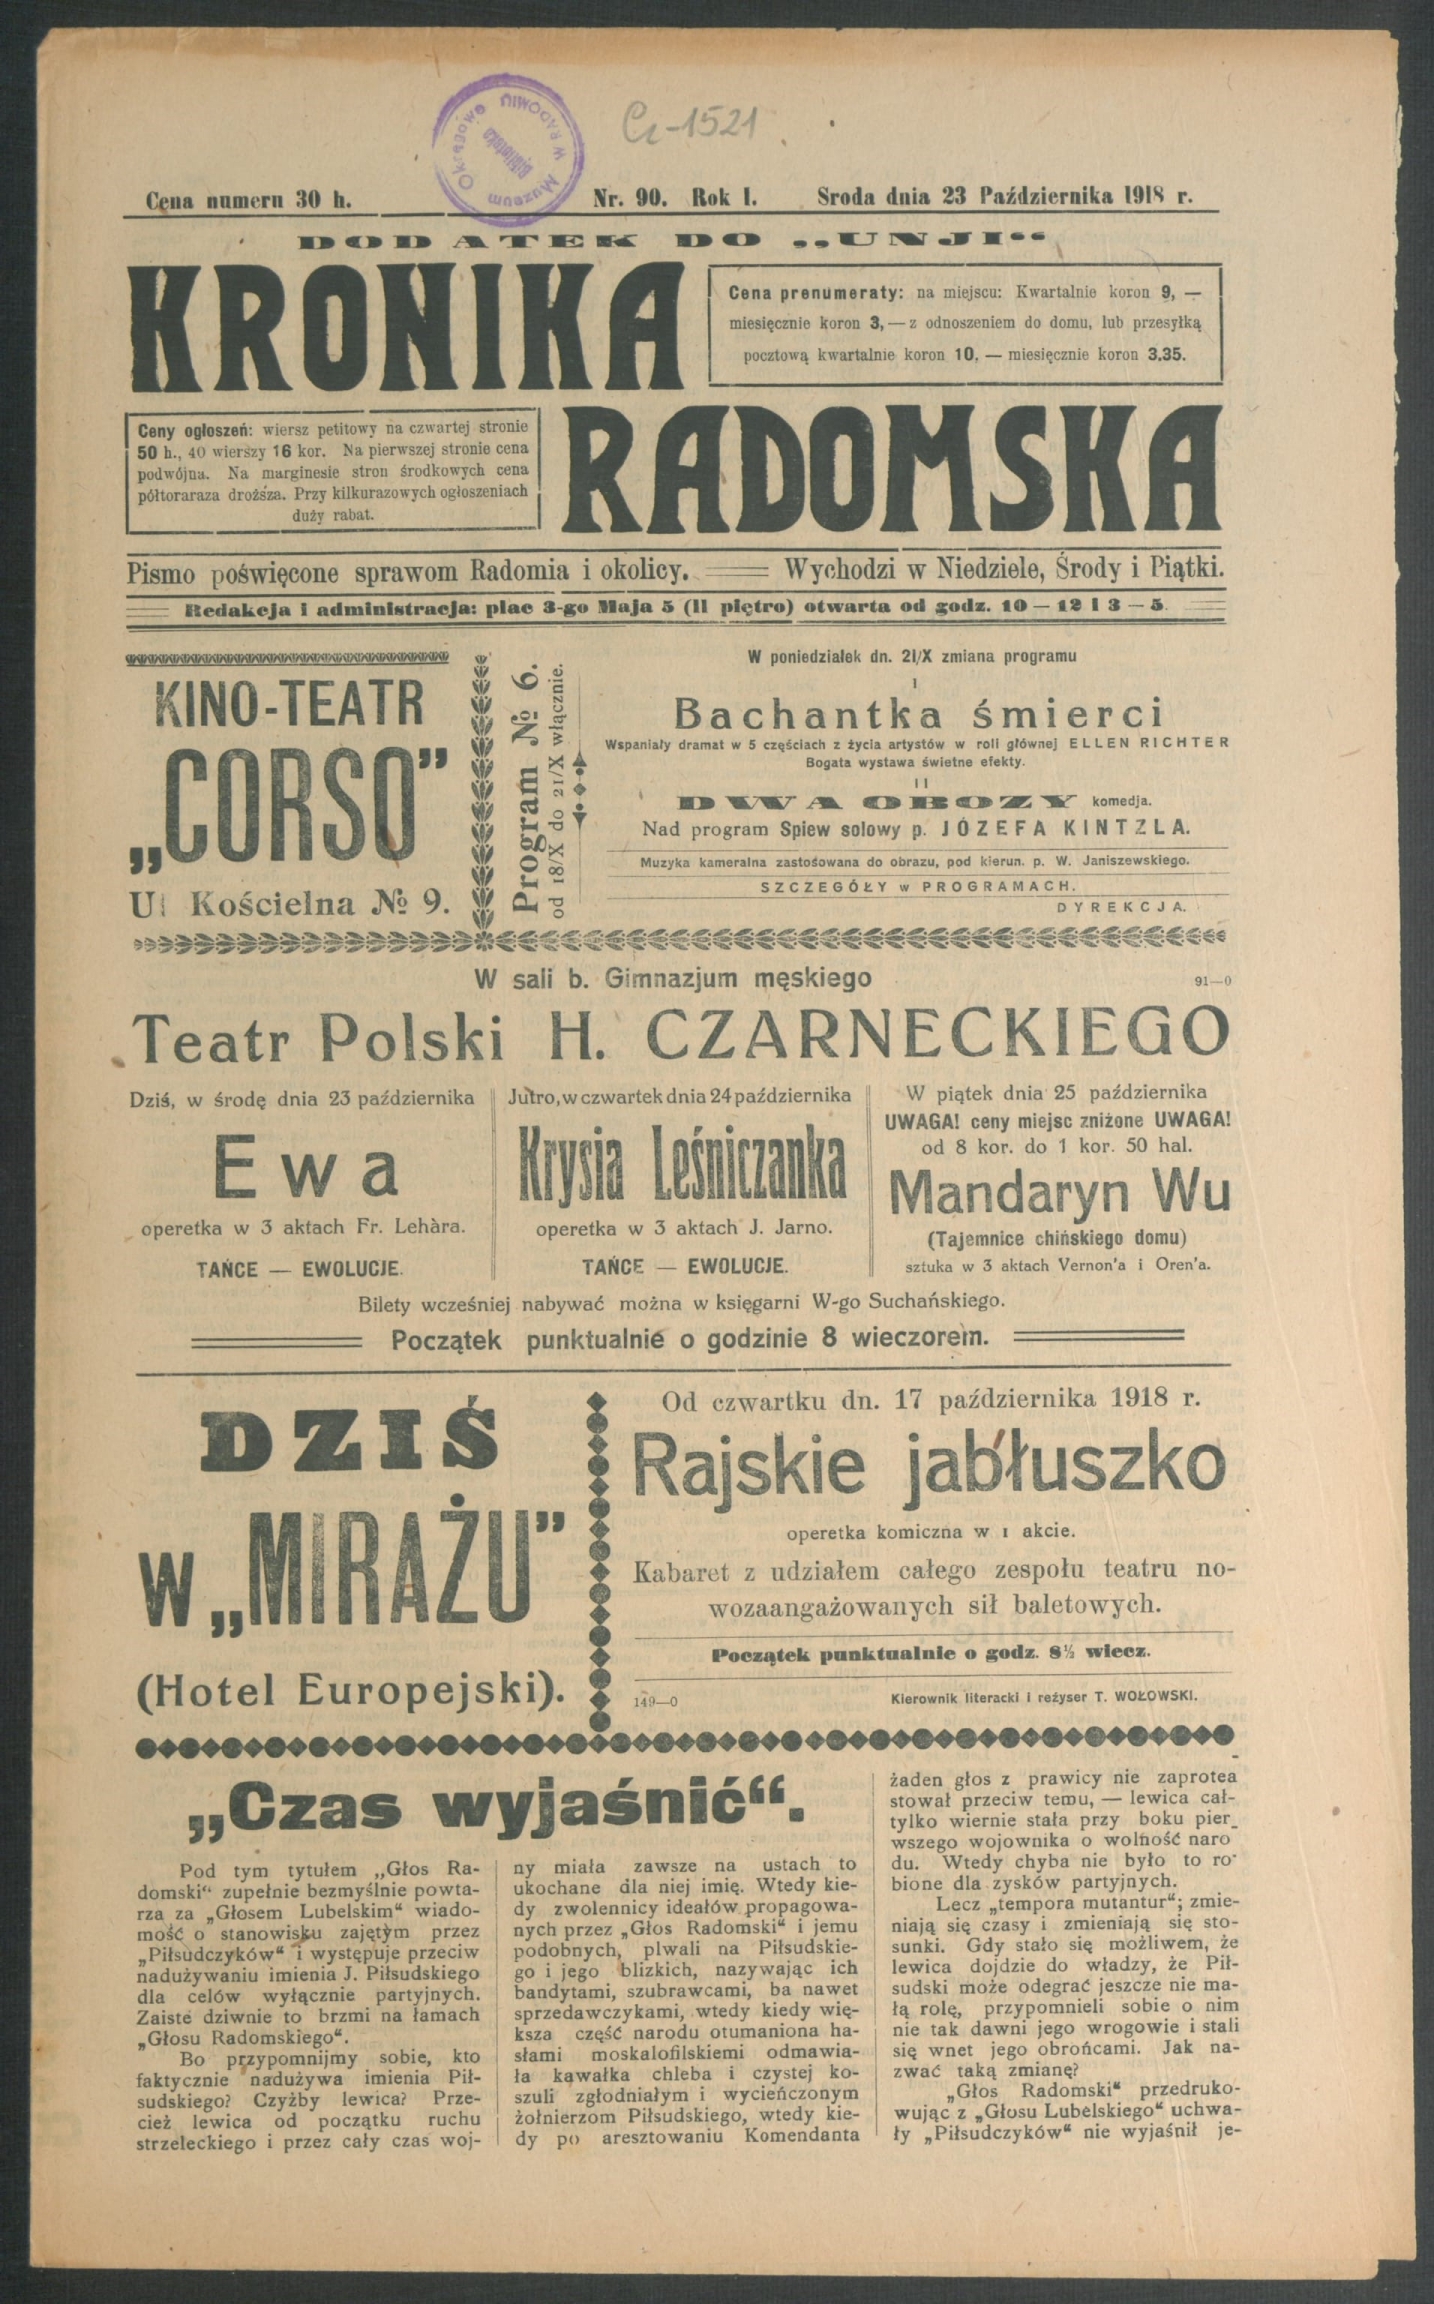 Cr-1521
Muzeum Okręgowe
W RADOMIU
Biblioteka
Cena numeru 30 h.
Nr. 90. Rok I.
Sroda dnia 23 Października 1918 r.
DODATEK DO „UNJI“
KRONIKA
RADOMSKA
Cena prenumeraty: na miejscu: Kwartalnie koron 9, —
miesięcznie koron 3, — z odnoszeniem do domu, lub przesyłką
pocztową kwartalnie koron 10, — miesięcznie koron 3.35.
Ceny ogłoszeń: wiersz petitowy na czwartej stronie
50 h., 40 wierszy 16 kor. Na pierwszej stronie cena
podwójna. Na marginesie stron środkowych cena
półtoraraza droższa. Przy kilkurazowych ogłoszeniach
duży rabat.
Pismo poświęcone sprawom Radomia i okolicy. Wychodzi w Niedziele, Środy i Piątki.
Redakcja i administracja: plac 3-go Maja 5 (II piętro) otwarta od godz. 10 — 12 i 3 — 5.
KINO-TEATR
„CORSO”
Ul Kościelna № 9.
Program № 6.
od 18/X do 21/X włącznie.
W poniedziałek dn. 21/X zmiana programu
I
Bachantka śmierci
Wspaniały dramat w 5 częściach z życia artystów w roli głównej ELLEN RICHTER
Bogata wystawa świetne efekty.
II
DWA OBOZY komedja.
Nad program Spiew solowy p. JÓZEFA KINTZLA.
Muzyka kameralna zastosowana do obrazu, pod kierun. p. W. Janiszewskiego.
SZCZEGÓŁY w PROGRAMACH.
DYREKCJA.
W sali b. Gimnazjum męskiego
91—0
Teatr Polski H. CZARNECKIEGO
Dziś, w środę dnia 23 października
Ewa
operetka w 3 aktach Fr. Lehàra.
TAŃCE — EWOLUCJE.
Jutro, w czwartek dnia 24 października
Krysia Leśniczanka
operetka w 3 aktach J. Jarno.
TAŃCE — EWOLUCJE.
W piątek dnia 25 października
UWAGA! ceny miejsc zniżone UWAGA!
od 8 kor. do 1 kor. 50 hal.
Mandaryn Wu
(Tajemnice chińskiego domu)
sztuka w 3 aktach Vernon'a i Oren'a.
Bilety wcześniej nabywać można w księgarni W-go Suchańskiego.
Początek punktualnie o godzinie 8 wieczorem.
DZIŚ
w „MIRAŻU”
(Hotel Europejski).
Od czwartku dn. 17 października 1918 r.
Rajskie jabłuszko
operetka komiczna w 1 akcie.
Kabaret z udziałem całego zespołu teatru no-
wozaangażowanych sił baletowych.
Początek punktualnie o godz. 8½ wiecz.
149—0
Kierownik literacki i reżyser T. WOŁOWSKI.
„Czas wyjaśnić“.
Pod tym tytułem „Głos Ra-
domski“ zupełnie bezmyślnie powta-
rza za „Głosem Lubelskim“ wiado-
mość o stanowisku zajętym przez
„Piłsudczyków“ i występuje przeciw
nadużywaniu imienia J. Piłsudskiego
dla celów wyłącznie partyjnych.
Zaiste dziwnie to brzmi na łamach
„Głosu Radomskiego“.
Bo przypomnijmy sobie, kto
faktycznie nadużywa imienia Pił-
sudskiego? Czyżby lewica? Prze-
cież lewica od początku ruchu
strzeleckiego i przez cały czas woj-
ny miała zawsze na ustach to
ukochane dla niej imię. Wtedy kie-
dy zwolennicy ideałów propagowa-
nych przez „Głos Radomski“ i jemu
podobnych, plwali na Piłsudskie-
go i jego blizkich, nazywając ich
bandytami, szubrawcami, ba nawet
sprzedawczykami, wtedy kiedy wię-
ksza część narodu otumaniona ha-
słami moskalofilskiemi odmawia-
ła kawałka chleba i czystej ko-
szuli zgłodniałym i wycieńczonym
żołnierzom Piłsudskiego, wtedy kie-
dy po aresztowaniu Komendanta
żaden głos z prawicy nie zaprotea
stował przeciw temu, — lewica cał-
tylko wiernie stała przy boku pier_
wszego wojownika o wolność naro
du. Wtedy chyba nie było to ro-
bione dla zysków partyjnych.
Lecz „tempora mutantur“; zmie-
niają się czasy i zmieniają się sto-
sunki. Gdy stało się możliwem, że
lewica dojdzie do władzy, że Pił-
sudski może odegrać jeszcze nie ma-
łą rolę, przypomnieli sobie o nim
nie tak dawni jego wrogowie i stali
się wnet jego obrońcami. Jak na-
zwać taką zmianę?
„Głos Radomski“ przedruko-
wując z „Głosu Lubelskiego“ uchwa-
ły „Piłsudczyków“ nie wyjaśnił je-